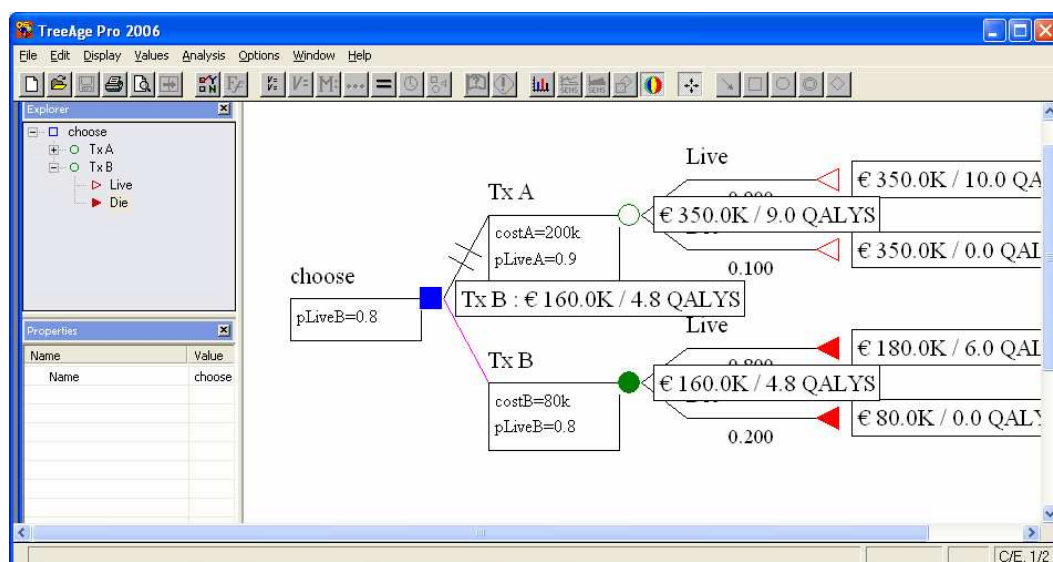 TreeAge Pro 2006
File Edit Display Values Analysis Options Window Help
Explorer
choose
Tx A
Tx B
Live
Die
Properties
Name Value
Name choose
choose
pLiveB=0.8
Tx A
costA=200k
pLiveA=0.9
Tx B : € 160.0K / 4.8 QALYS
Tx B
costB=80k
pLiveB=0.8
Live
€ 350.0K / 10.0 QA
€ 350.0K / 9.0 QALYS
€ 350.0K / 0.0 QAL
0.100
Live
€ 180.0K / 6.0 QAL
0.800
€ 160.0K / 4.8 QALYS
€ 80.0K / 0.0 QALY
0.200
C/E, 1/2